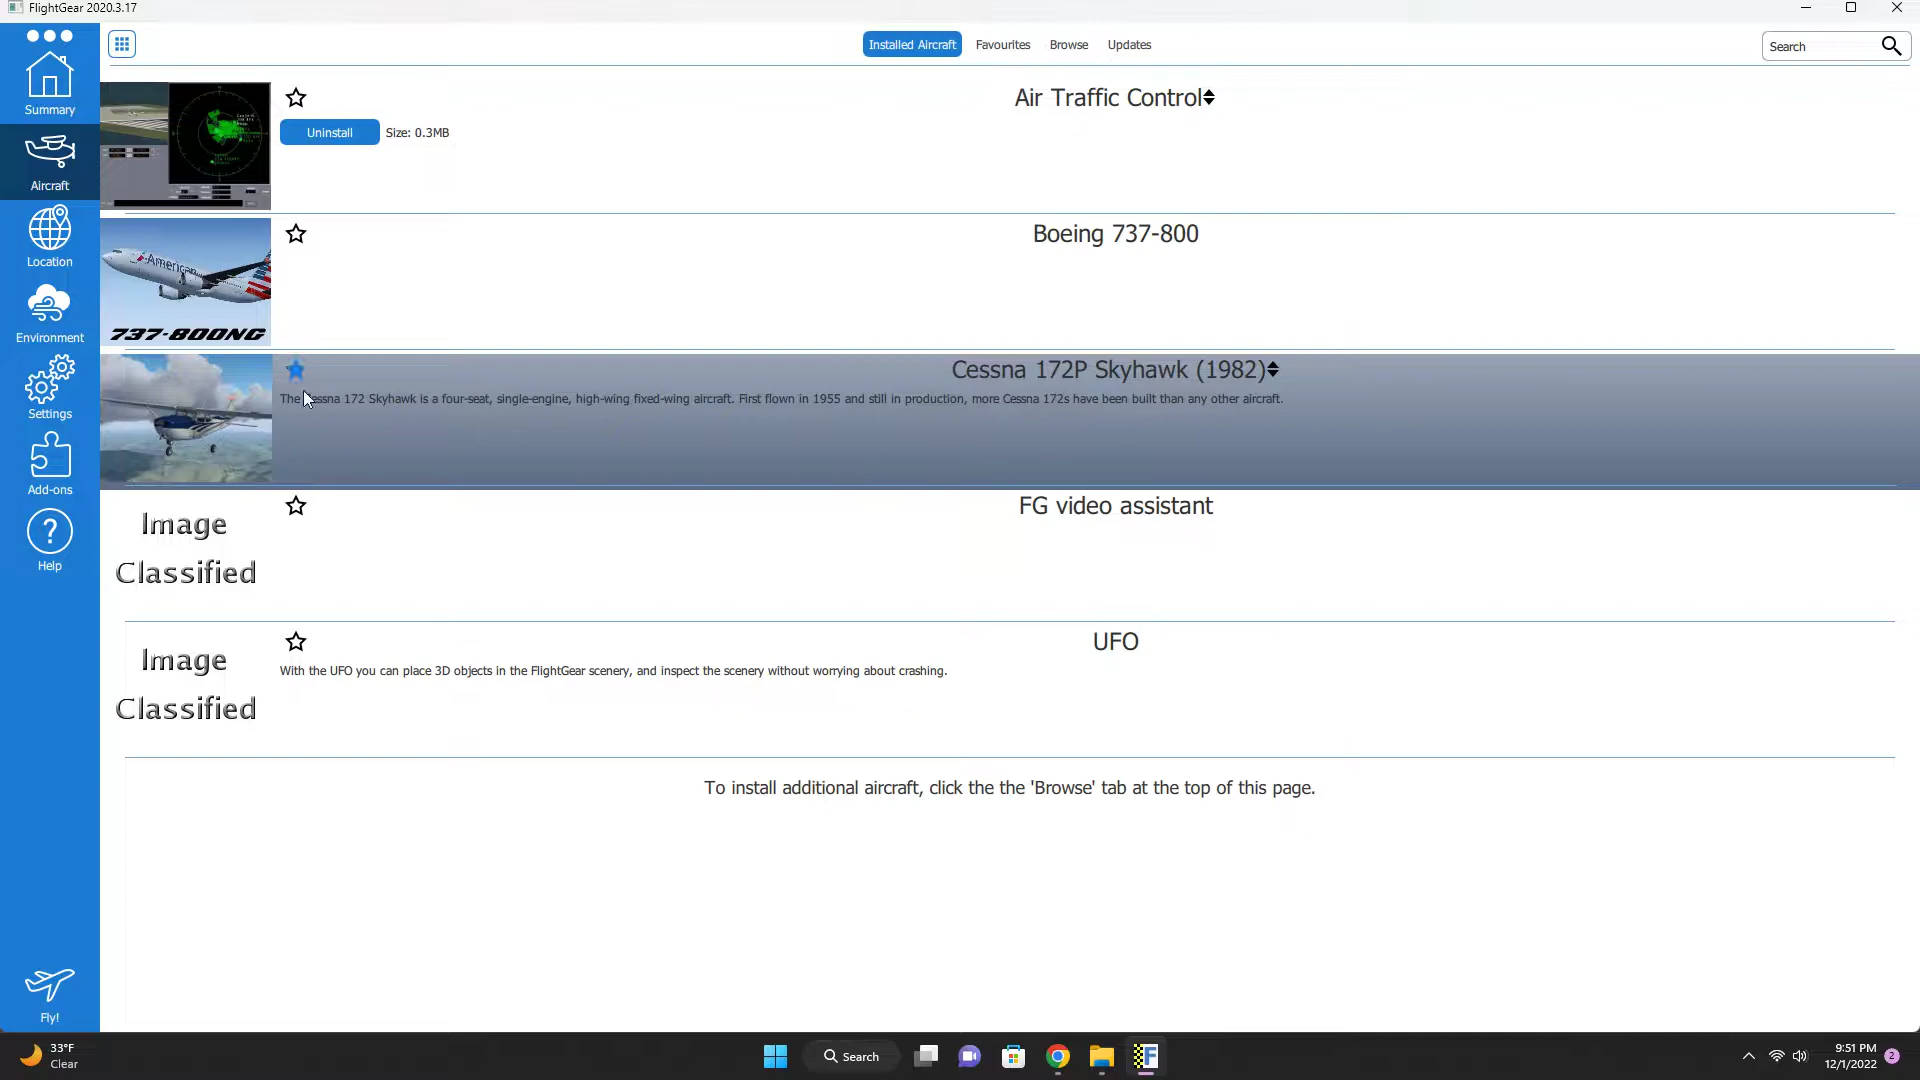 FlightGear 2020.3.17
Summary
Aircraft
Location
Environment
Settings
Add-ons
Help
Fly!
Installed Aircraft
Favourites
Browse
Updates
Search
Air Traffic Control
Uninstall
Size: 0.3MB
Boeing 737-800
American
737-800NG
Cessna 172P Skyhawk (1982)
The Cessna 172 Skyhawk is a four-seat, single-engine, high-wing fixed-wing aircraft. First flown in 1955 and still in production, more Cessna 172s have been built than any other aircraft.
FG video assistant
Image
Classified
UFO
With the UFO you can place 3D objects in the FlightGear scenery, and inspect the scenery without worrying about crashing.
Image
Classified
To install additional aircraft, click the the 'Browse' tab at the top of this page.
33°F
Clear
Search
9:51 PM
12/1/2022
2